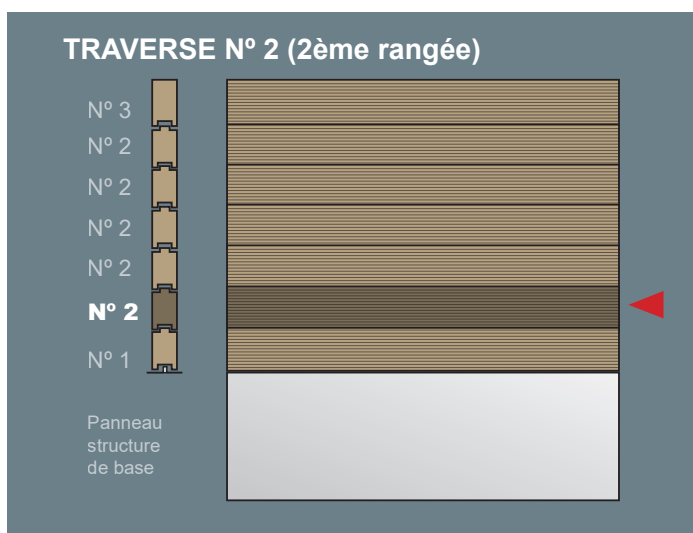 TRAVERSE Nº 2 (2ème rangée)
Nº 3
Nº 2
Nº 2
Nº 2
Nº 2
Nº 2
Nº 1
Panneau
structure
de base